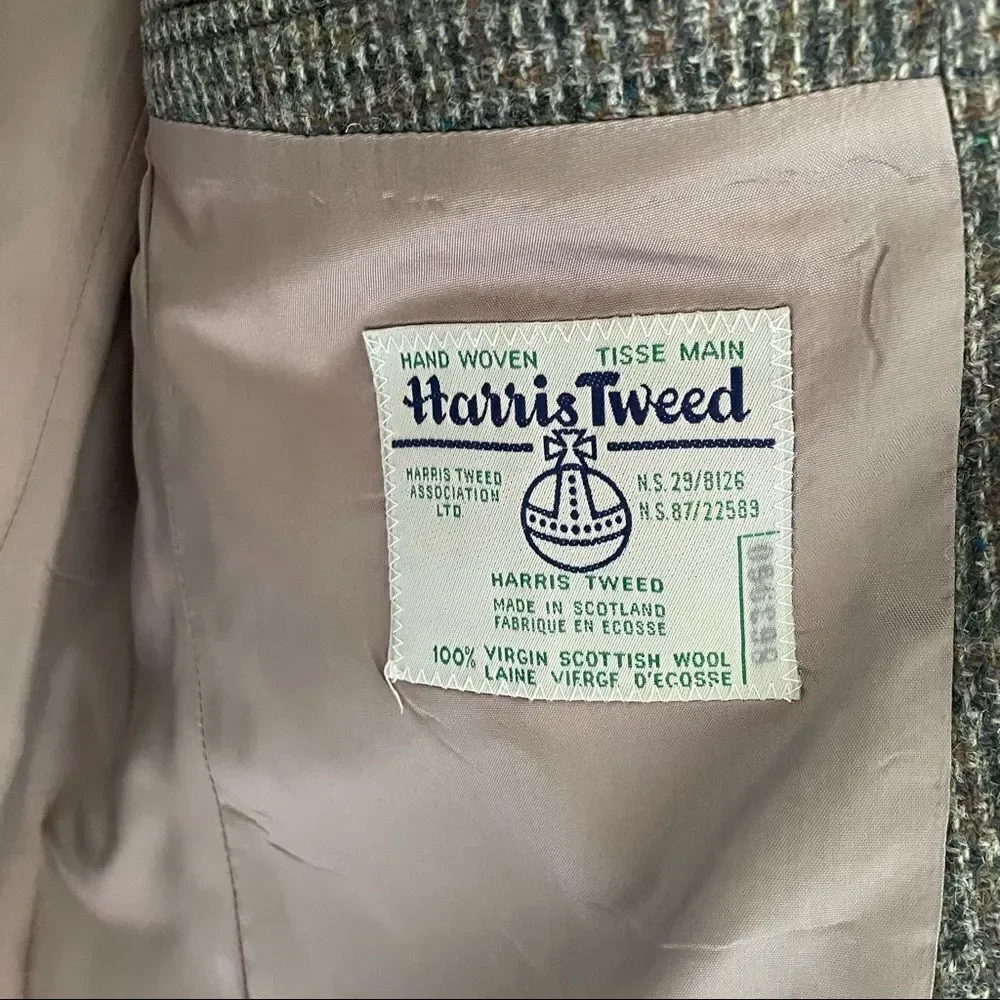 HAND WOVEN TISSE MAIN
Harris Tweed
HARRIS TWEED
ASSOCIATION
LTD
N.S. 29/8126
N.S. 87/22589
HARRIS TWEED
MADE IN SCOTLAND
FABRIQUE EN ECOSSE
100% VIRGIN SCOTTISH WOOL
LAINE VIERGE D'ECOSSE